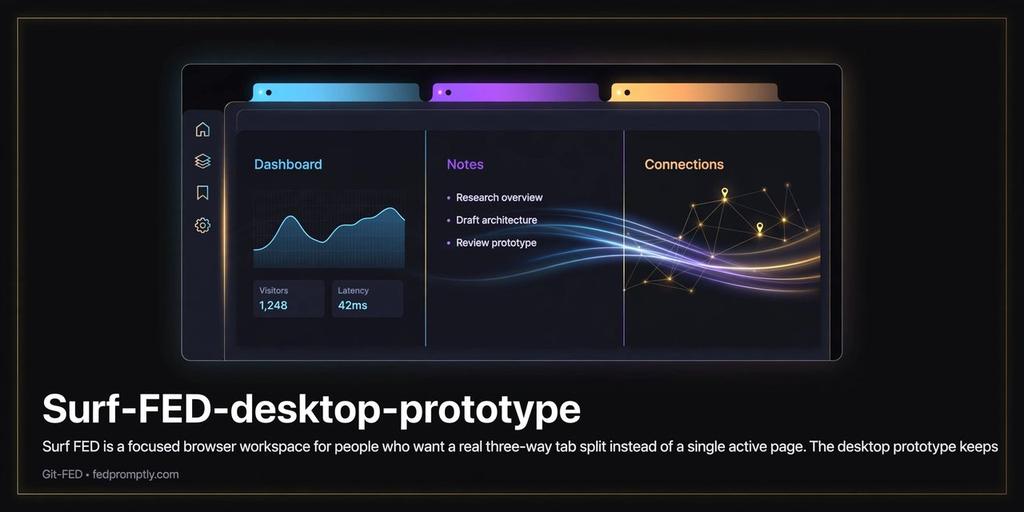 Dashboard
Notes
Connections
Research overview
Draft architecture
Review prototype
Visitors
1,248
Latency
42ms
Surf-FED-desktop-prototype
Surf FED is a focused browser workspace for people who want a real three-way tab split instead of a single active page. The desktop prototype keeps
Git-FED • fedpromptly.com